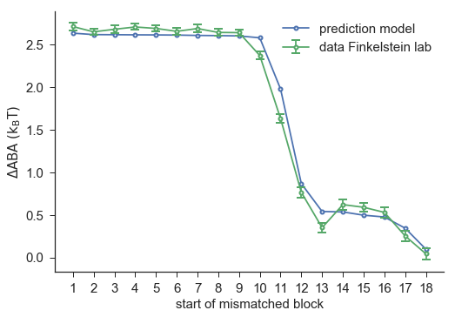 prediction model
data Finkelstein lab
ΔABA (kBT)
2.5
2.0
1.5
1.0
0.5
0.0
1 2 3 4 5 6 7 8 9 10 11 12 13 14 15 16 17 18
start of mismatched block